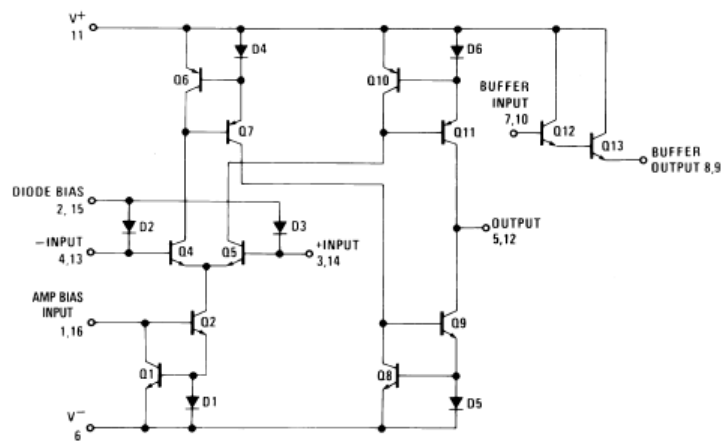 V+
11
D4
D6
Q6
Q10
BUFFER
INPUT
7,10
Q7
Q11
Q12
Q13
BUFFER
OUTPUT 8,9
DIODE BIAS
2, 15
D2
D3
−INPUT
4,13
Q4
Q5
+INPUT
3,14
OUTPUT
5,12
AMP BIAS
INPUT
1,16
Q2
Q9
Q1
D1
Q8
D5
V−
6